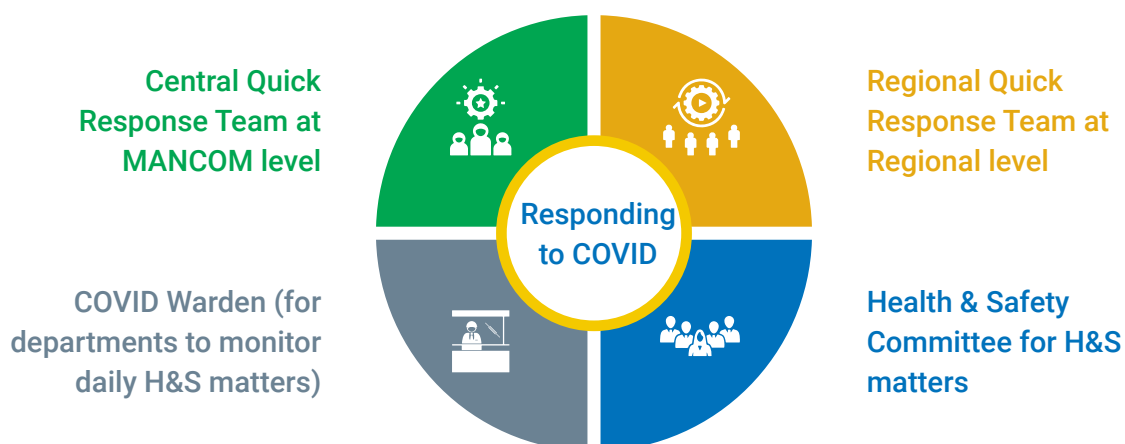 Central Quick
Response Team at
MANCOM level
Regional Quick
Response Team at
Regional level
Responding
to COVID
COVID Warden (for
departments to monitor
daily H&S matters)
Health & Safety
Committee for H&S
matters